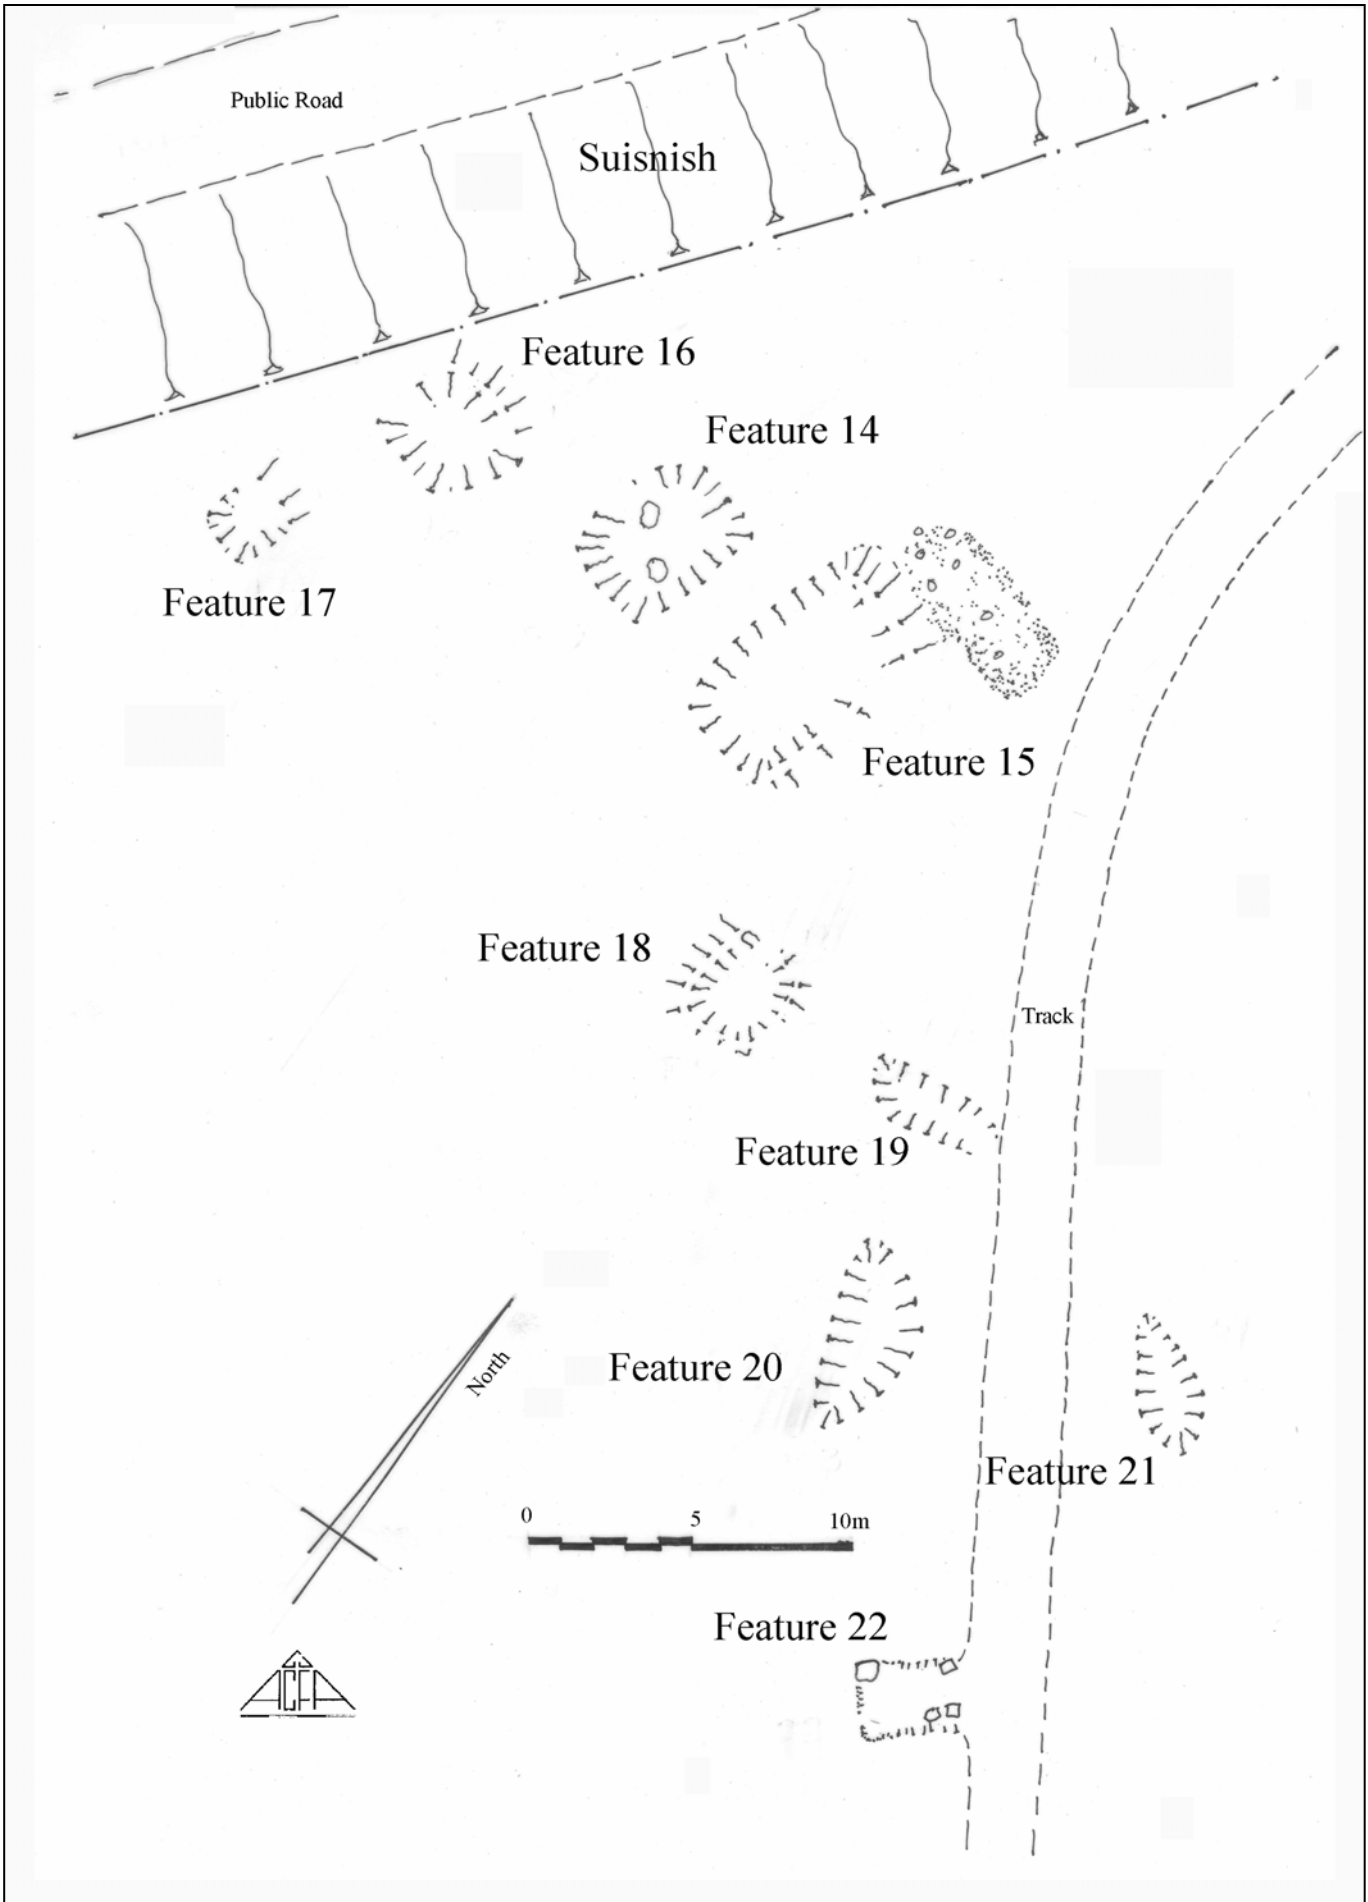 Public Road
Suisnish
Feature 16
Feature 14
Feature 17
Feature 15
Feature 18
Track
Feature 19
North
Feature 20
Feature 21
0 5 10m
Feature 22
ACFA